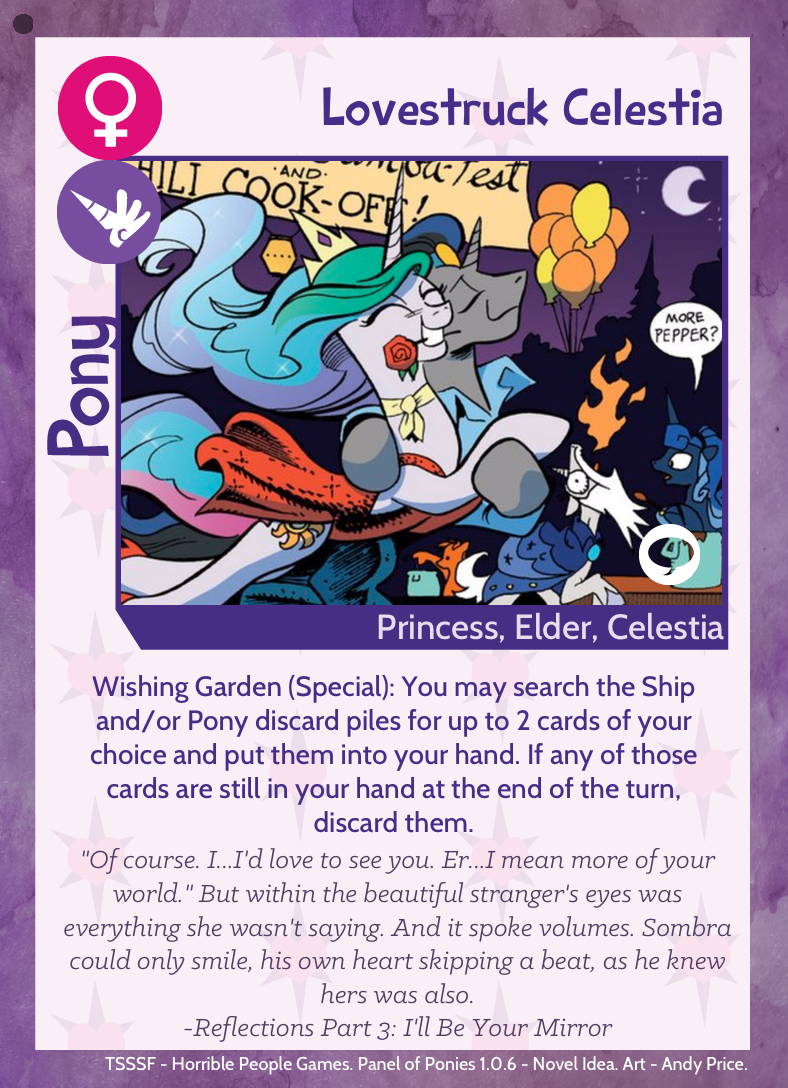 Lovestruck Celestia
Pony
HILI
-AND-
COOK-OFF!
MORE
PEPPER?
Princess, Elder, Celestia
Wishing Garden (Special): You may search the Ship
and/or Pony discard piles for up to 2 cards of your
choice and put them into your hand. If any of those
cards are still in your hand at the end of the turn,
discard them.
"Of course. I...I'd love to see you. Er...I mean more of your
world." But within the beautiful stranger's eyes was
everything she wasn't saying. And it spoke volumes. Sombra
could only smile, his own heart skipping a beat, as he knew
hers was also.
-Reflections Part 3: I'll Be Your Mirror
TSSSF - Horrible People Games. Panel of Ponies 1.0.6 - Novel Idea. Art - Andy Price.